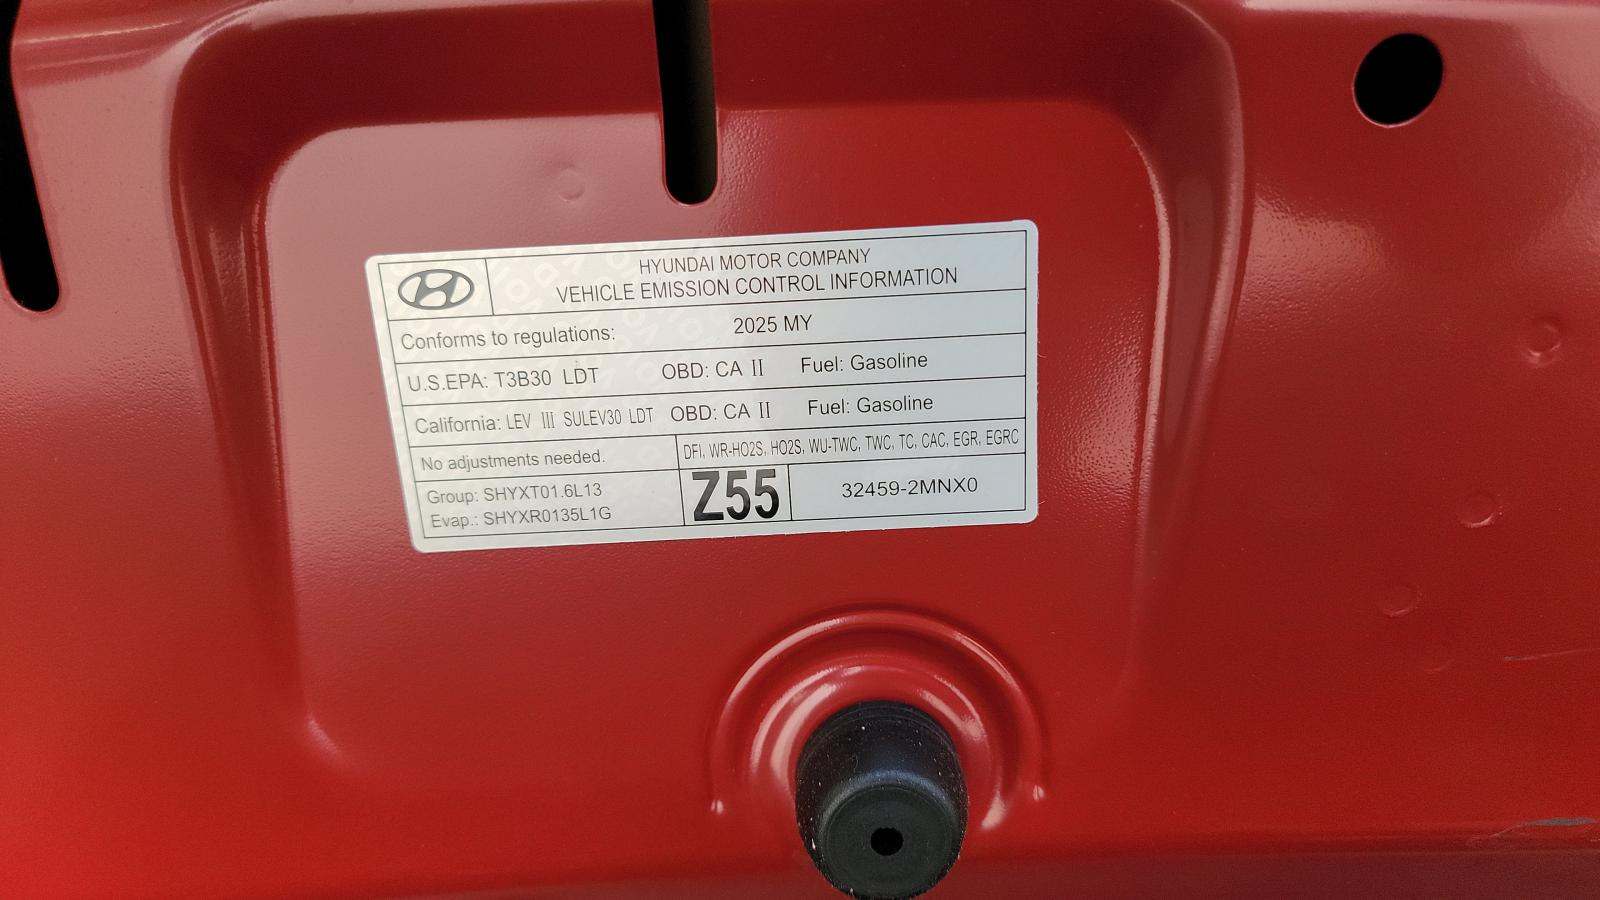 HYUNDAI MOTOR COMPANY
VEHICLE EMISSION CONTROL INFORMATION
Conforms to regulations: 2025 MY
U.S.EPA: T3B30 LDT OBD: CA II Fuel: Gasoline
California: LEV III SULEV30 LDT OBD: CA II Fuel: Gasoline
No adjustments needed. DFI, WR-HO2S, HO2S, WU-TWC, TWC, TC, CAC, EGR, EGRC
Group: SHYXT01.6L13
Evap.: SHYXR0135L1G
Z55
32459-2MNX0